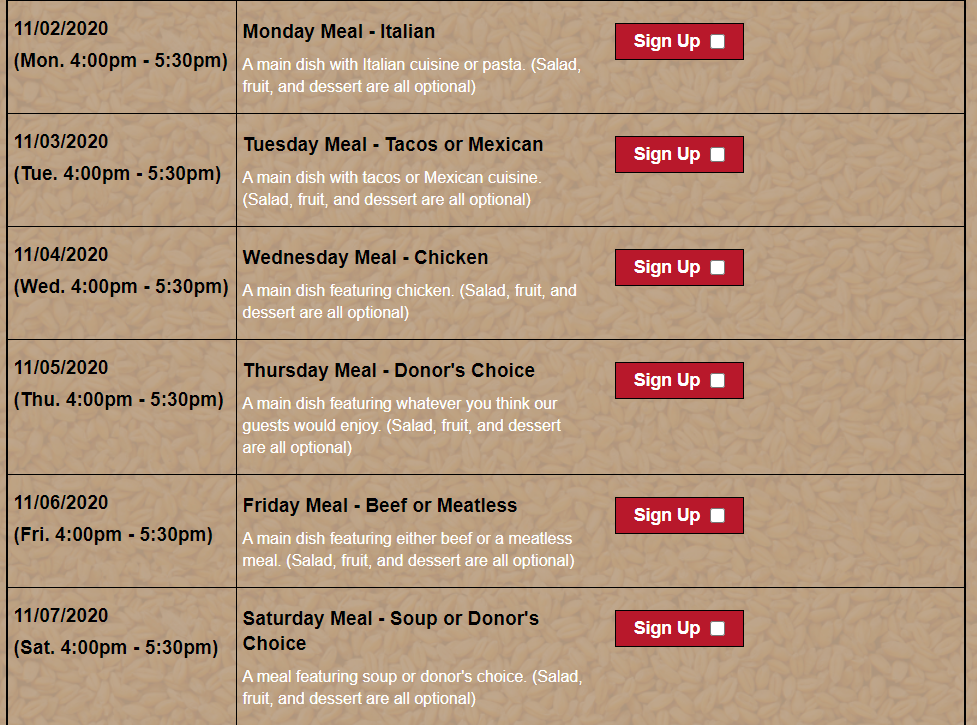 11/02/2020
(Mon. 4:00pm - 5:30pm)
Monday Meal - Italian
A main dish with Italian cuisine or pasta. (Salad,
fruit, and dessert are all optional)
Sign Up
11/03/2020
(Tue. 4:00pm - 5:30pm)
Tuesday Meal - Tacos or Mexican
A main dish with tacos or Mexican cuisine.
(Salad, fruit, and dessert are all optional)
Sign Up
11/04/2020
(Wed. 4:00pm - 5:30pm)
Wednesday Meal - Chicken
A main dish featuring chicken. (Salad, fruit, and
dessert are all optional)
Sign Up
11/05/2020
(Thu. 4:00pm - 5:30pm)
Thursday Meal - Donor's Choice
A main dish featuring whatever you think our
guests would enjoy. (Salad, fruit, and dessert
are all optional)
Sign Up
11/06/2020
(Fri. 4:00pm - 5:30pm)
Friday Meal - Beef or Meatless
A main dish featuring either beef or a meatless
meal. (Salad, fruit, and dessert are all optional)
Sign Up
11/07/2020
(Sat. 4:00pm - 5:30pm)
Saturday Meal - Soup or Donor's
Choice
A meal featuring soup or donor's choice. (Salad,
fruit, and dessert are all optional)
Sign Up